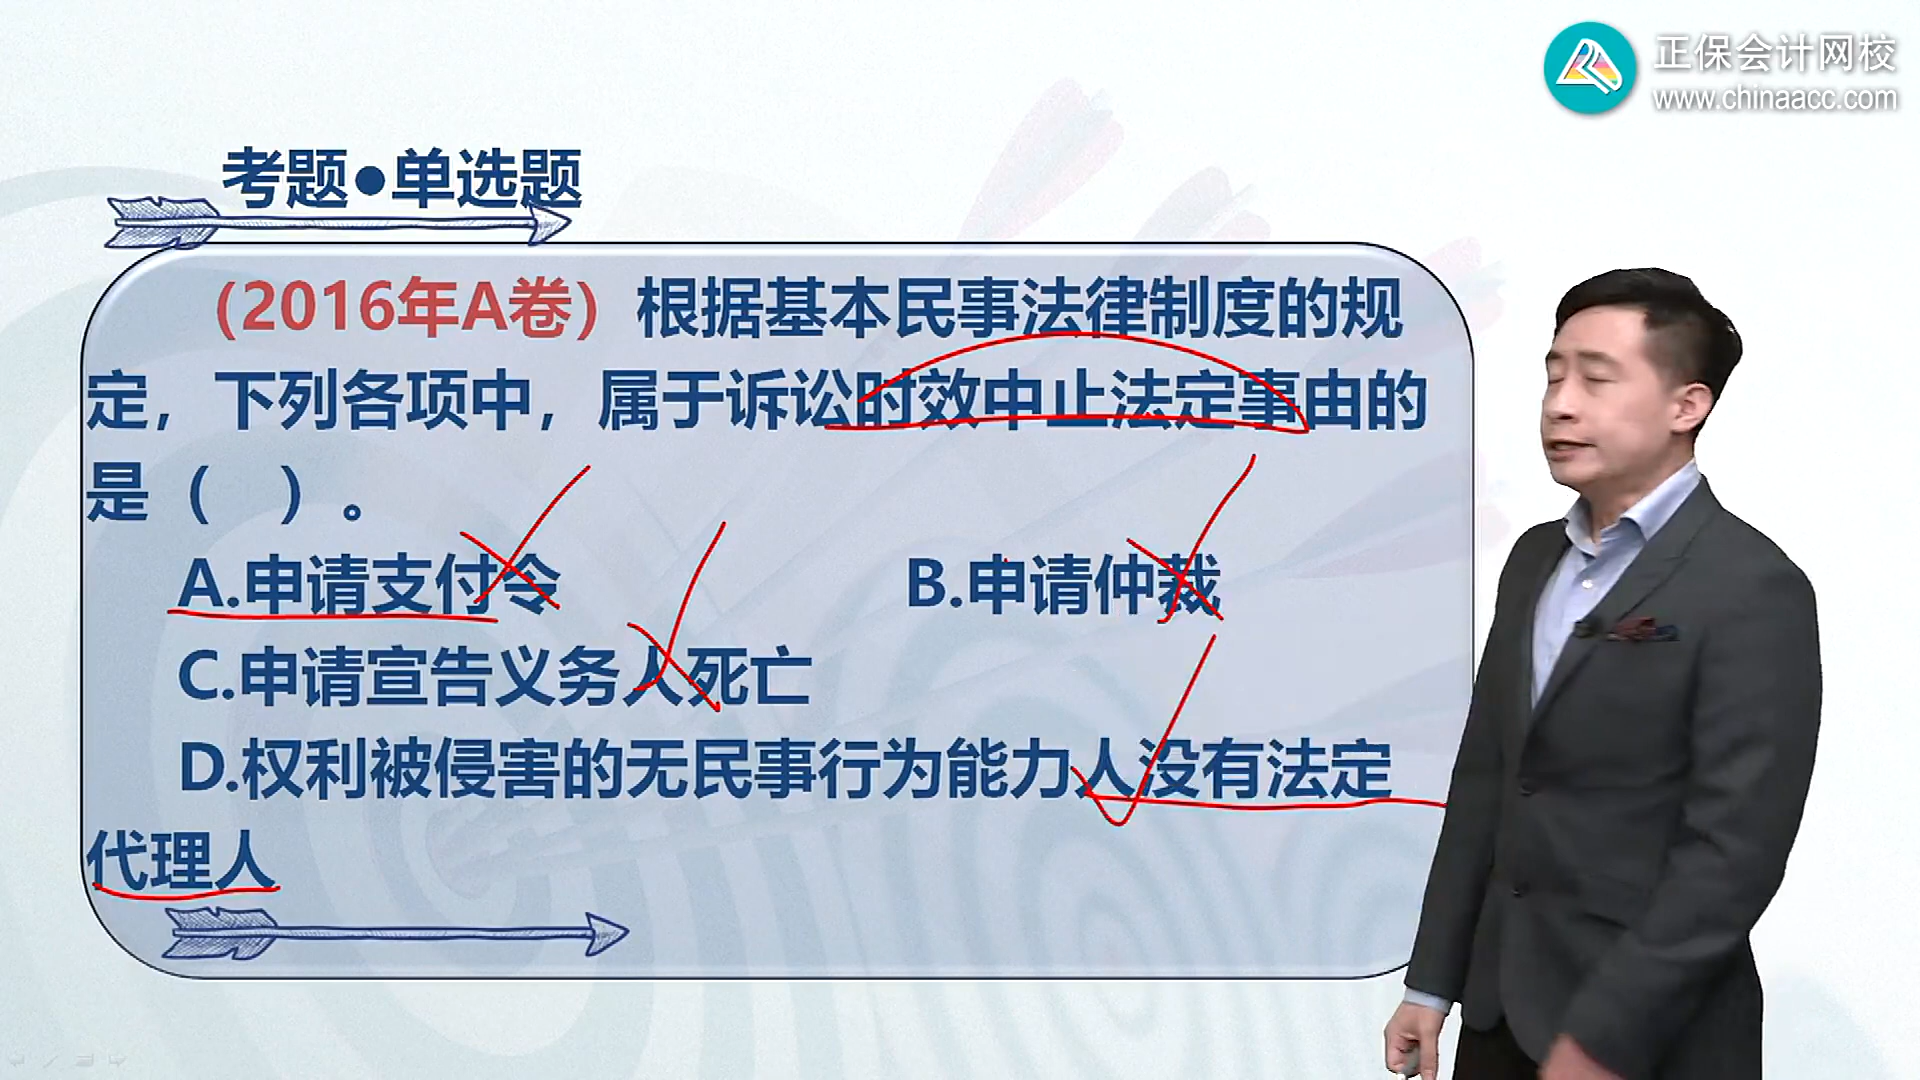 正保会计网校
www.chinaacc.com
考题●单选题
（2016年A卷）根据基本民事法律制度的规
定，下列各项中，属于诉讼时效中止法定事由的
是（　）。
A.申请支付令
B.申请仲裁
C.申请宣告义务人死亡
D.权利被侵害的无民事行为能力人没有法定
代理人